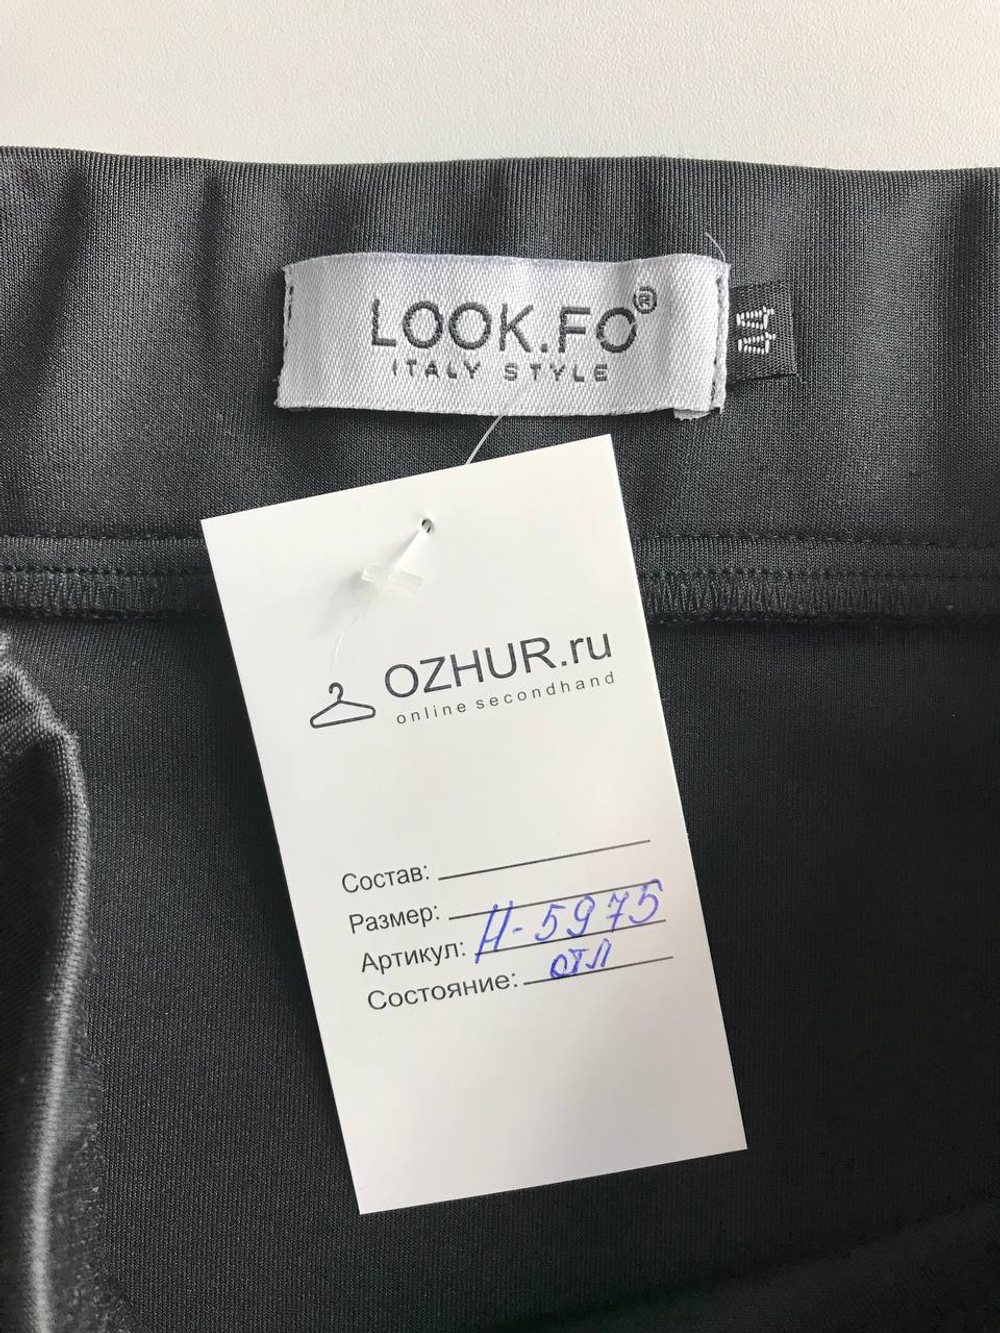 LOOK.FO®
ITALY STYLE
44
OZHUR.ru
online secondhand
Состав:
Размер:
Артикул: Н-5975
Состояние: отл